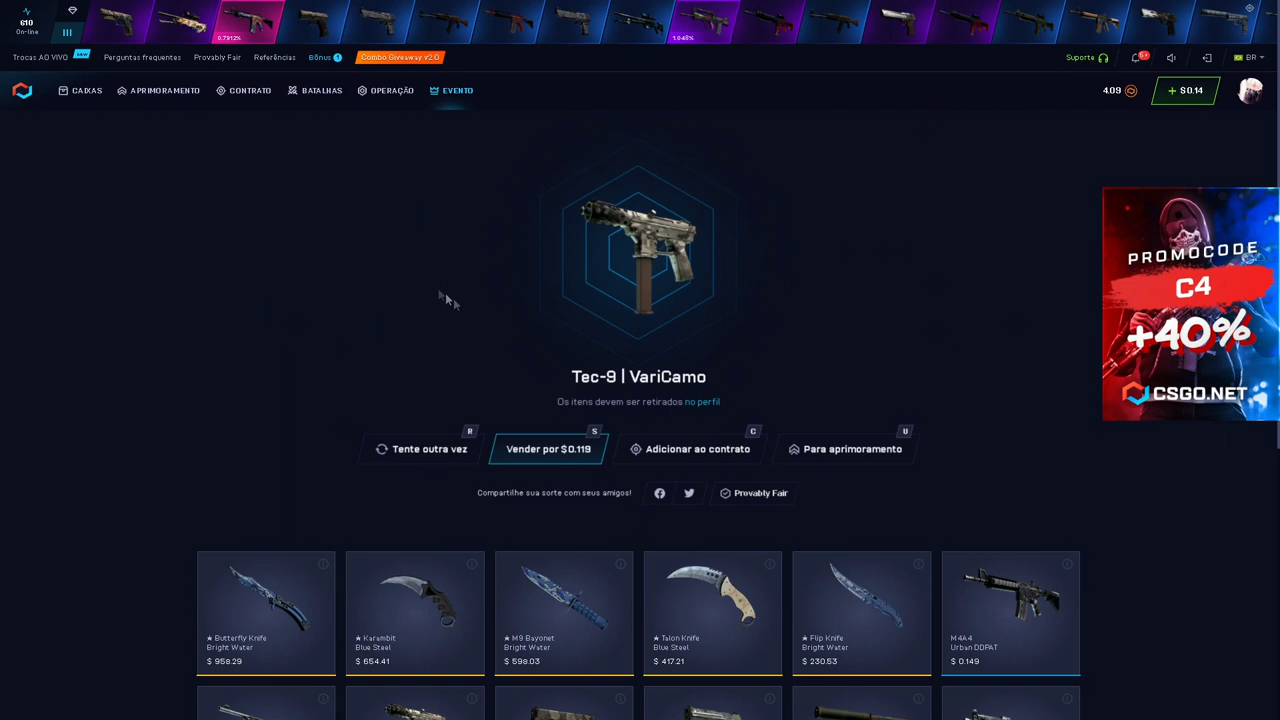 610
On-line
0.7912%
1.048%
Trocas AO VIVO NEW
Perguntas frequentes
Provably Fair
Referências
Bônus 1
Combo Giveaway v2.0
Suporte
5+
BR
CAIXAS
APRIMORAMENTO
CONTRATO
BATALHAS
OPERAÇÃO
EVENTO
4.09
+ $ 0.14
PROMOCODE
C4
+40%
CSGO.NET
Tec-9 | VariCamo
Os itens devem ser retirados no perfil
R
S
C
U
Tente outra vez
Vender por $ 0.119
Adicionar ao contrato
Para aprimoramento
Compartilhe sua sorte com seus amigos!
Provably Fair
★ Butterfly Knife
Bright Water
$ 958.29
★ Karambit
Blue Steel
$ 654.41
★ M9 Bayonet
Bright Water
$ 598.03
★ Talon Knife
Blue Steel
$ 417.21
★ Flip Knife
Bright Water
$ 230.53
M4A4
Urban DDPAT
$ 0.149